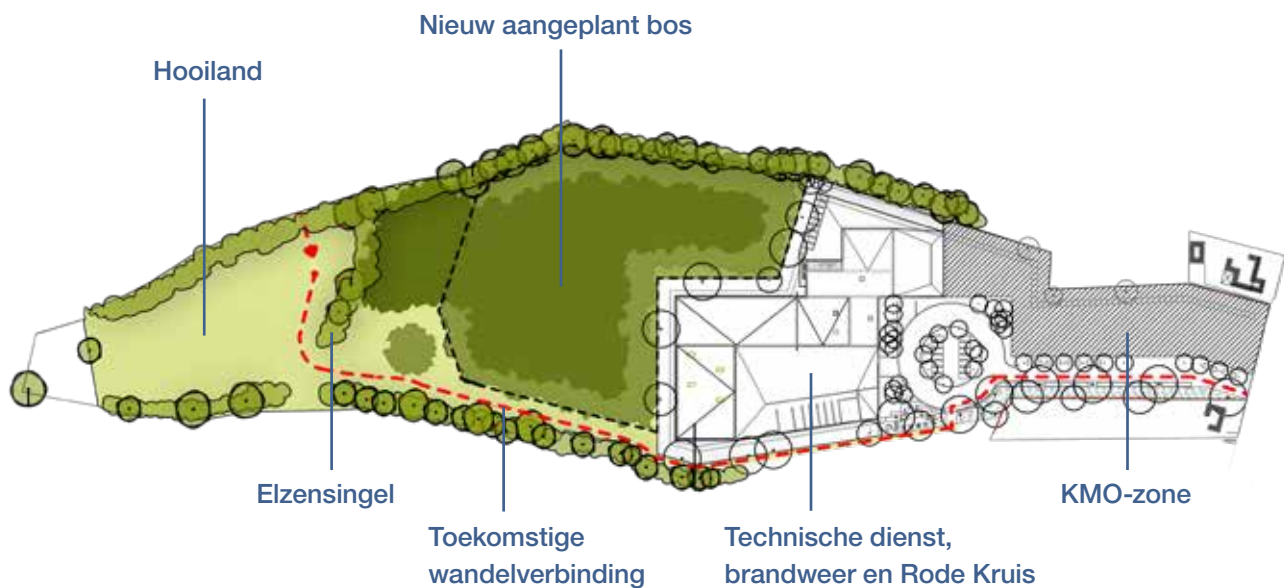 Nieuw aangeplant bos
Hooiland
Elzensingel
Toekomstige
wandelverbinding
Technische dienst,
brandweer en Rode Kruis
KMO-zone